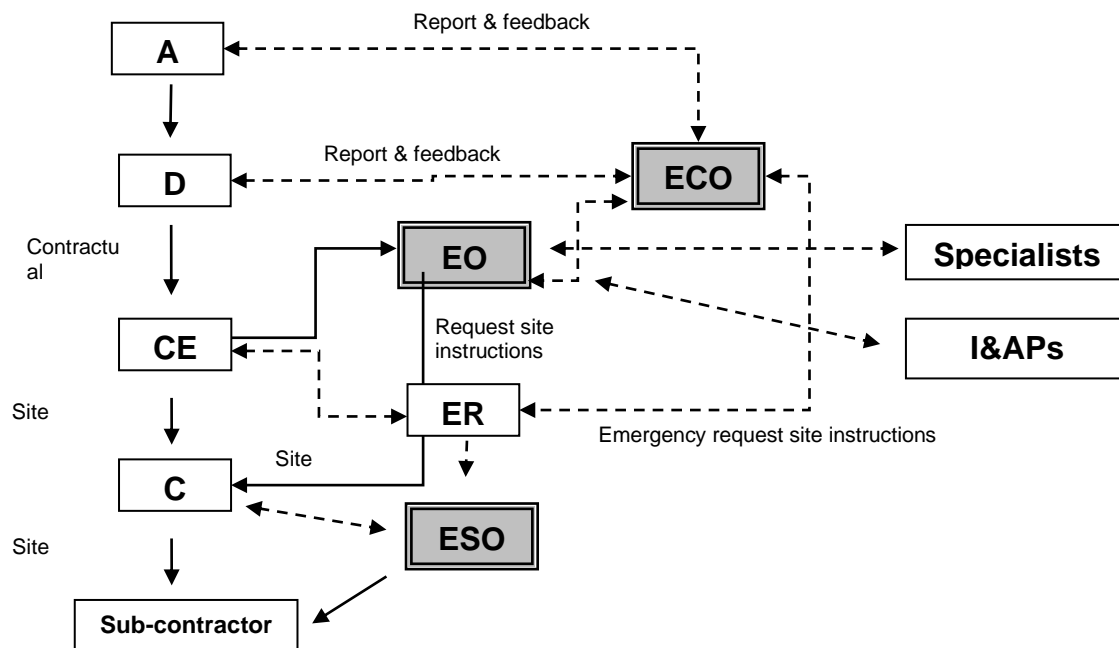 Report & feedback
A
Report & feedback
D
ECO
Contractu
al
EO
Specialists
Request site
instructions
CE
I&APs
Site
ER
Emergency request site instructions
Site
C
Site
ESO
Sub-contractor